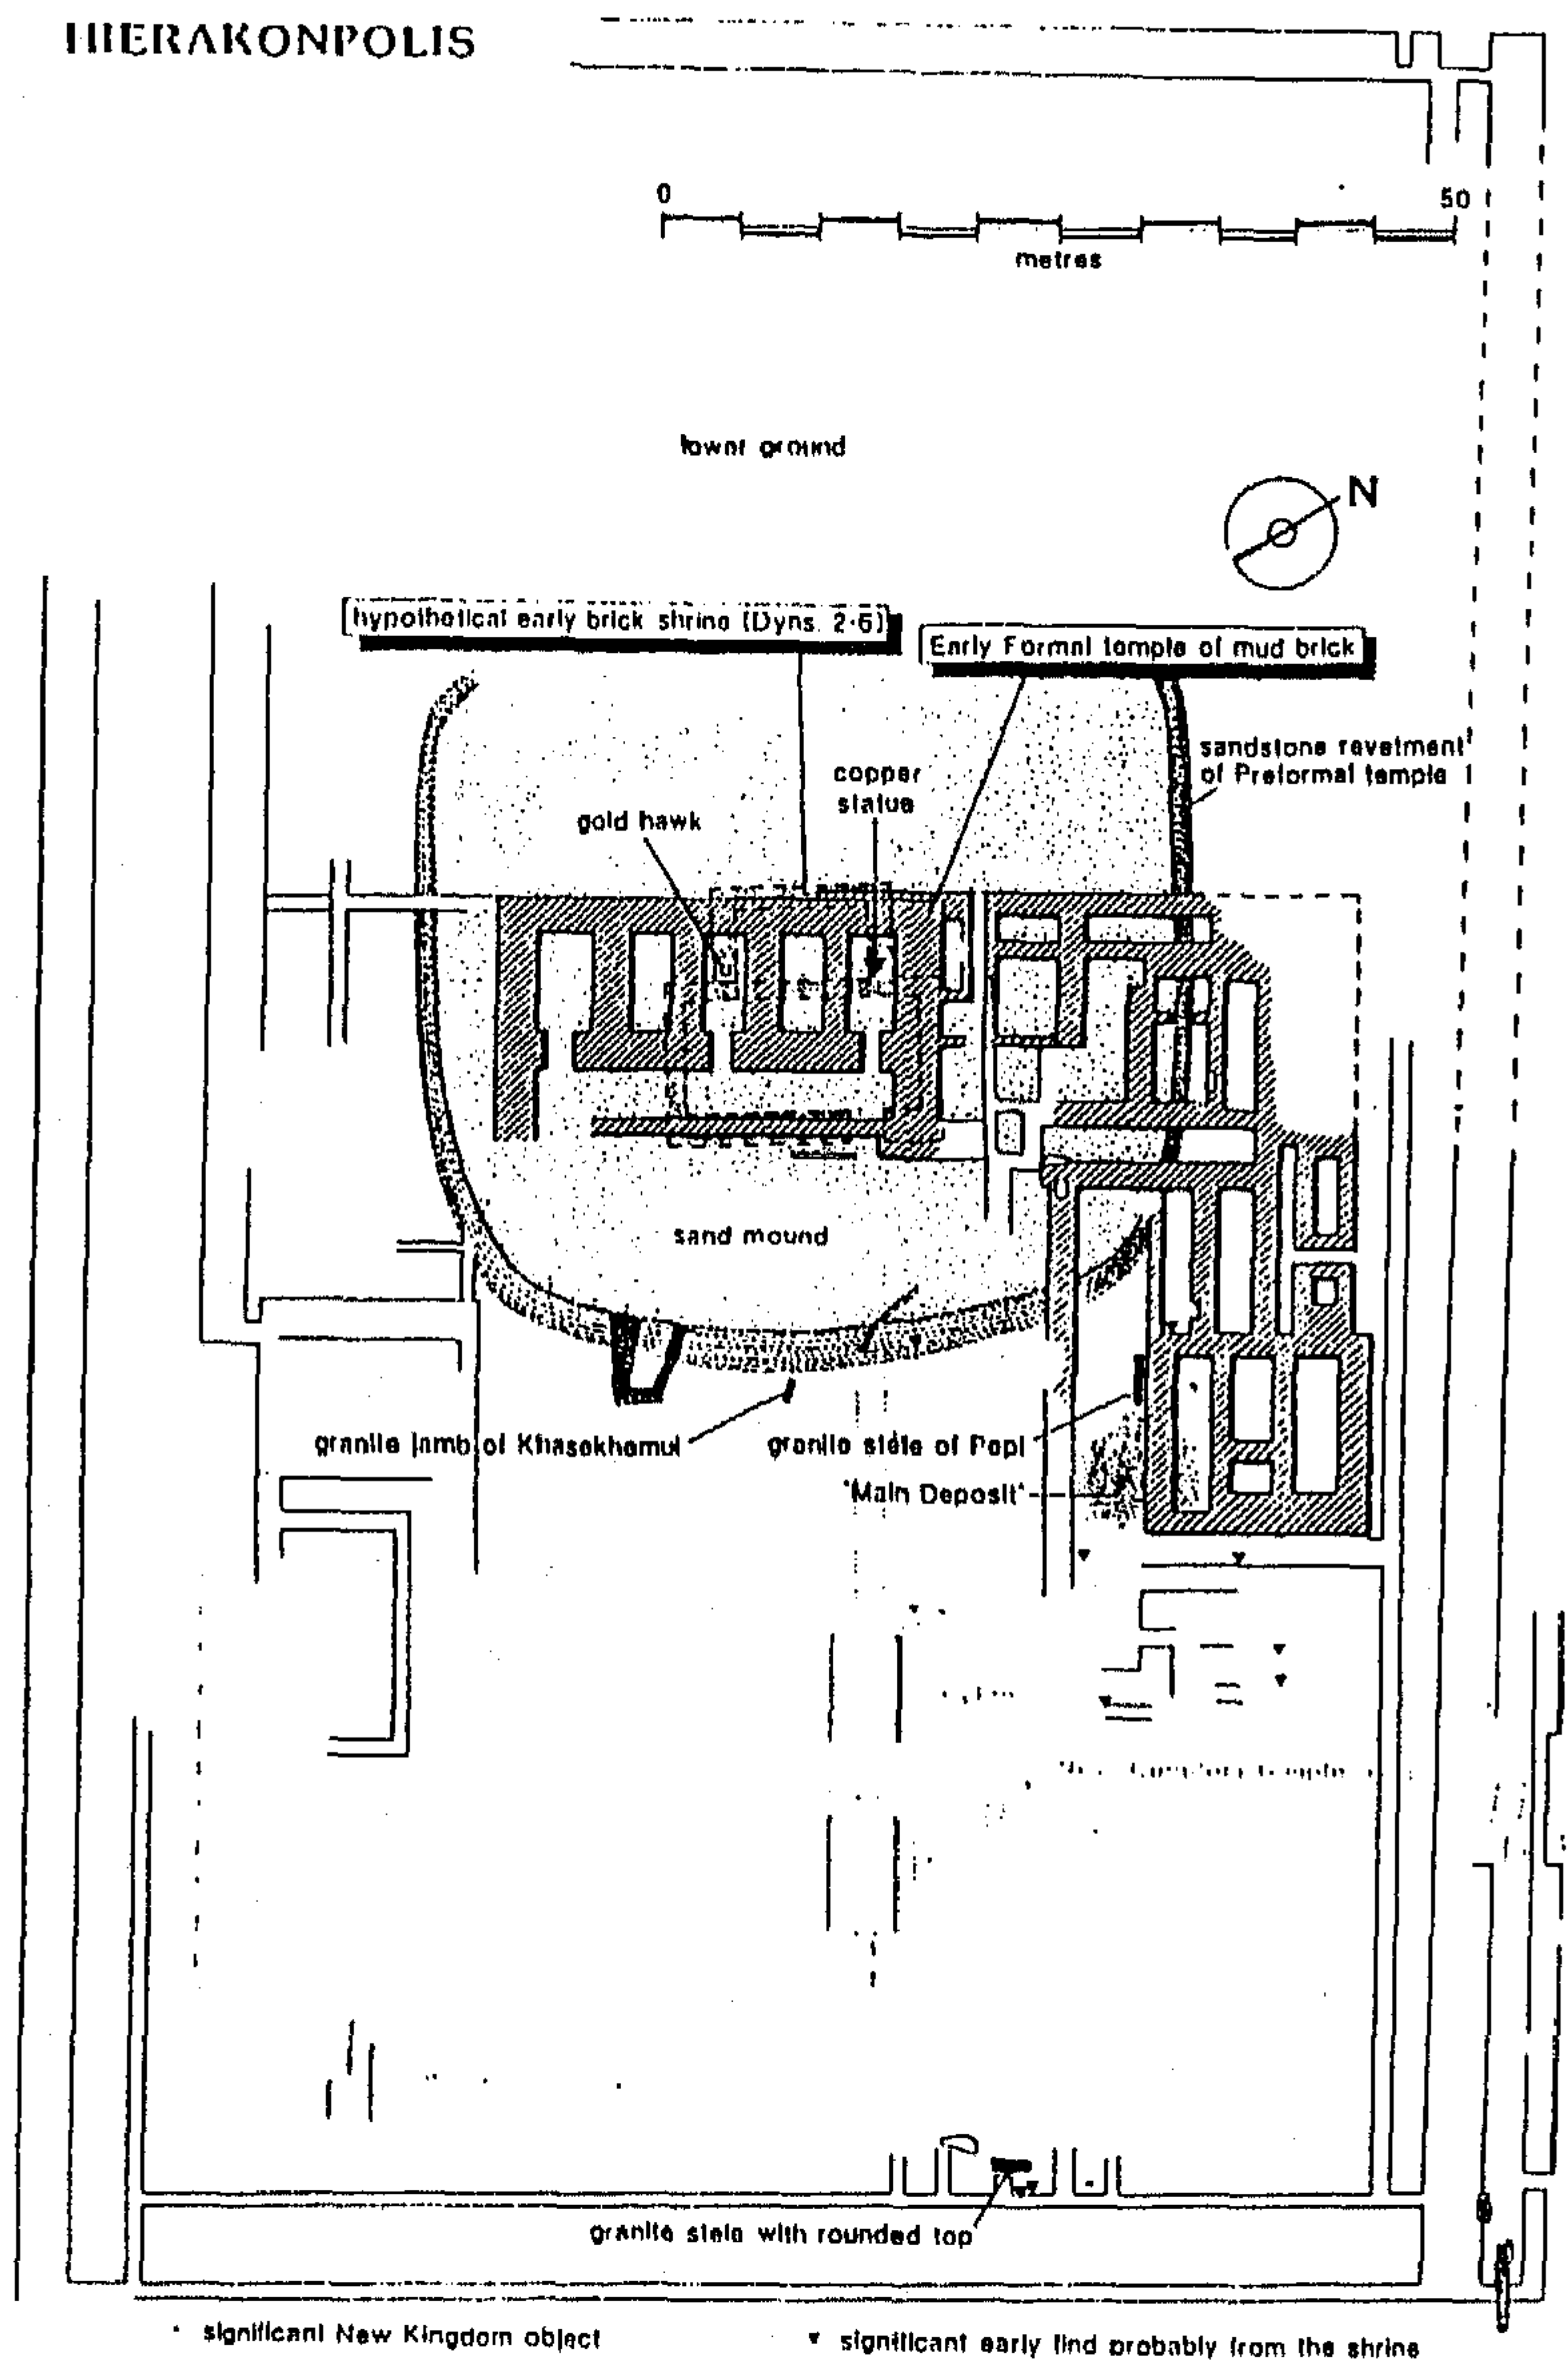 HIERAKONPOLIS
0
50
metres
lower ground
N
[hypothetical early brick shrine (Dyns. 2-6)]
Early Formal temple of mud brick
sandstone revetment
of Preformal temple
copper
statue
gold hawk
sand mound
granite jamb of Khasekhemui
granite stele of Pepi
'Main Deposit'
temple
granite stela with rounded top
• significant New Kingdom object
▼ significant early find probably from the shrine